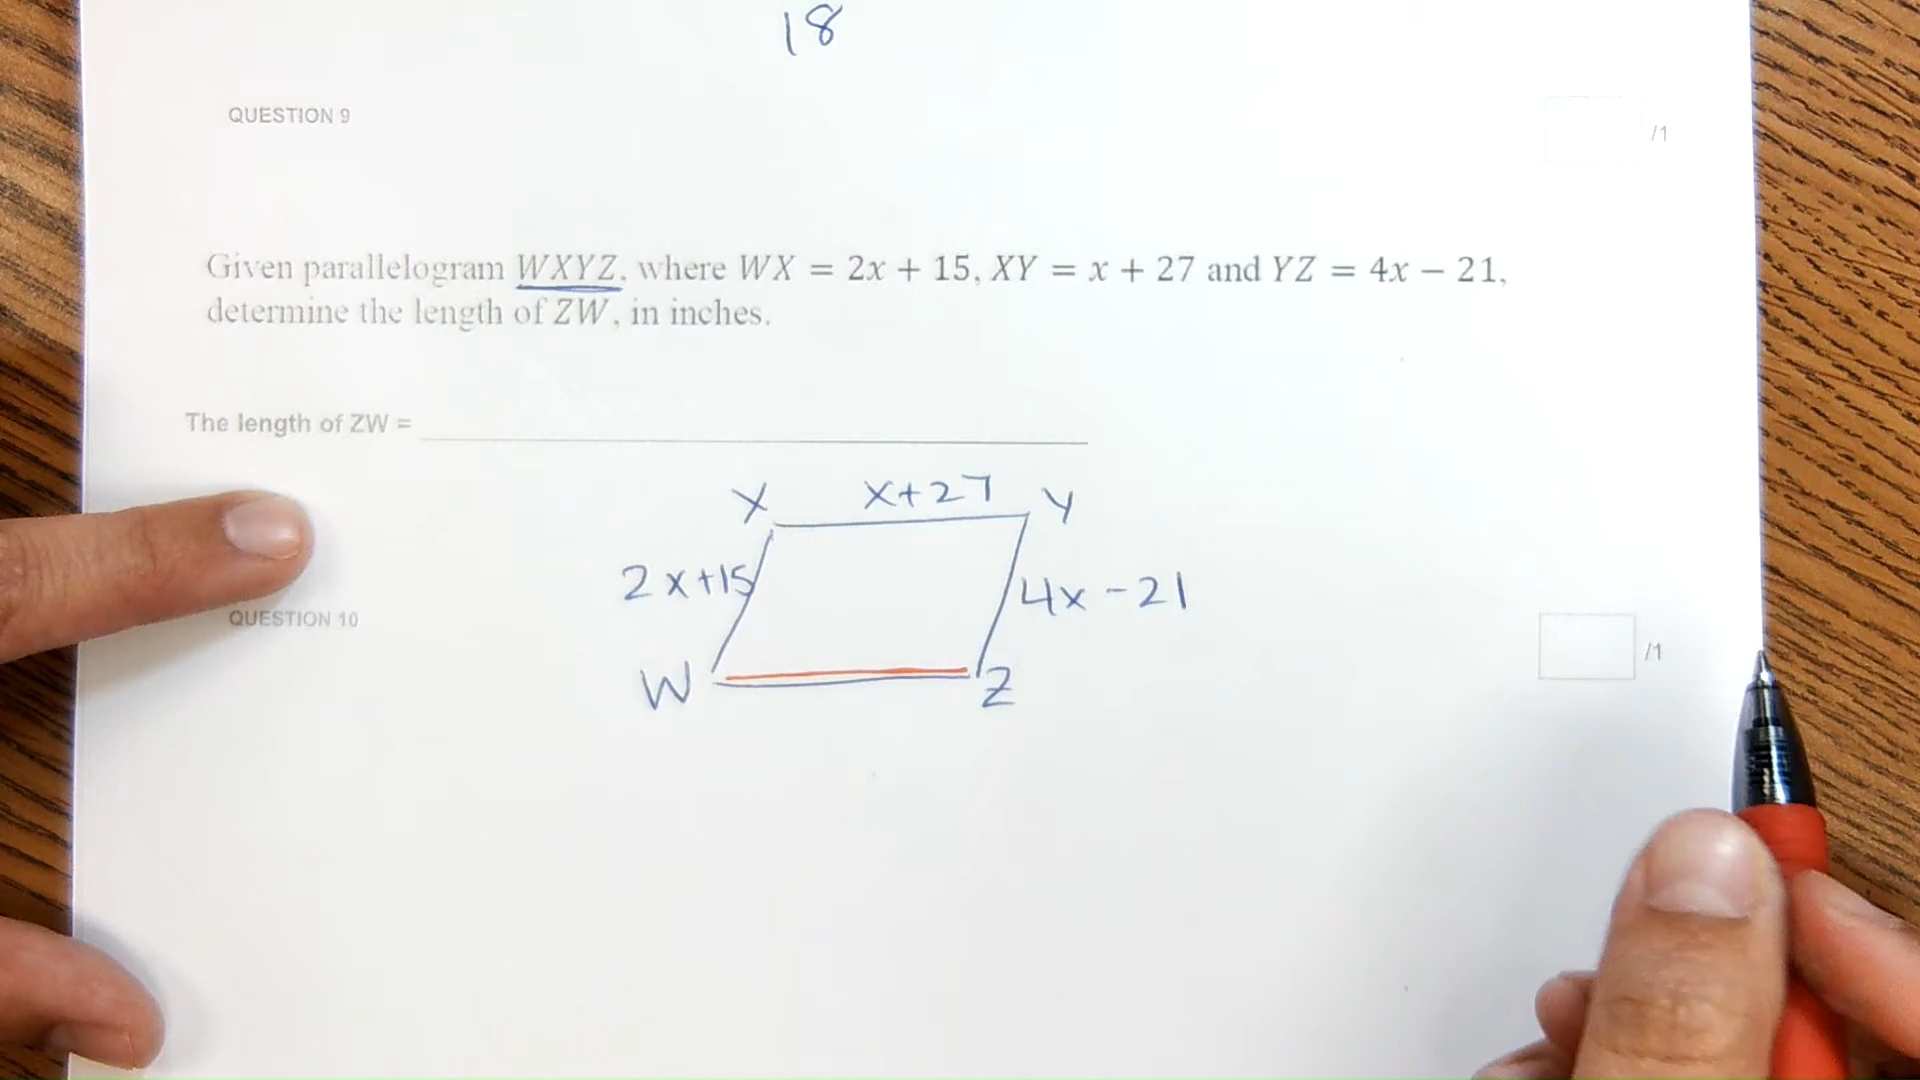 18
QUESTION 9
/1
Given parallelogram WXYZ, where WX = 2x + 15, XY = x + 27 and YZ = 4x − 21,
determine the length of ZW, in inches.
The length of ZW =
X x+27 Y
2x+15 4x-21
QUESTION 10
/1
W Z